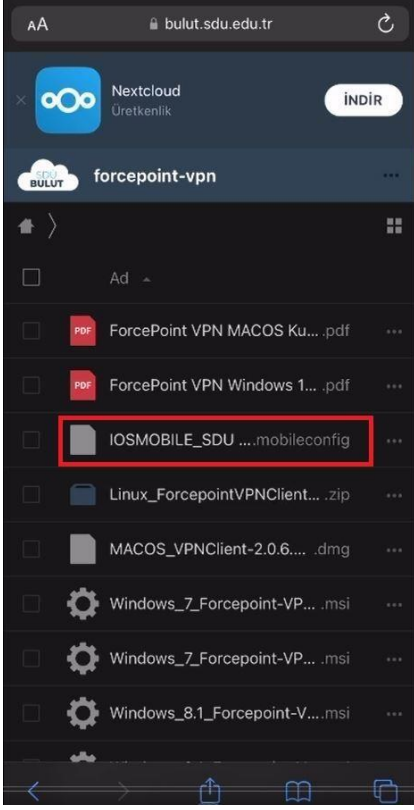 AA bulut.sdu.edu.tr
Nextcloud
Üretkenlik
İNDİR
SDU
BULUT
forcepoint-vpn
Ad
PDF ForcePoint VPN MACOS Ku... .pdf
PDF ForcePoint VPN Windows 1... .pdf
IOSMOBILE_SDU ....mobileconfig
Linux_ForcepointVPNClient... .zip
MACOS_VPNClient-2.0.6.... .dmg
Windows_7_Forcepoint-VP... .msi
Windows_7_Forcepoint-VP... .msi
Windows_8.1_Forcepoint-V... .msi